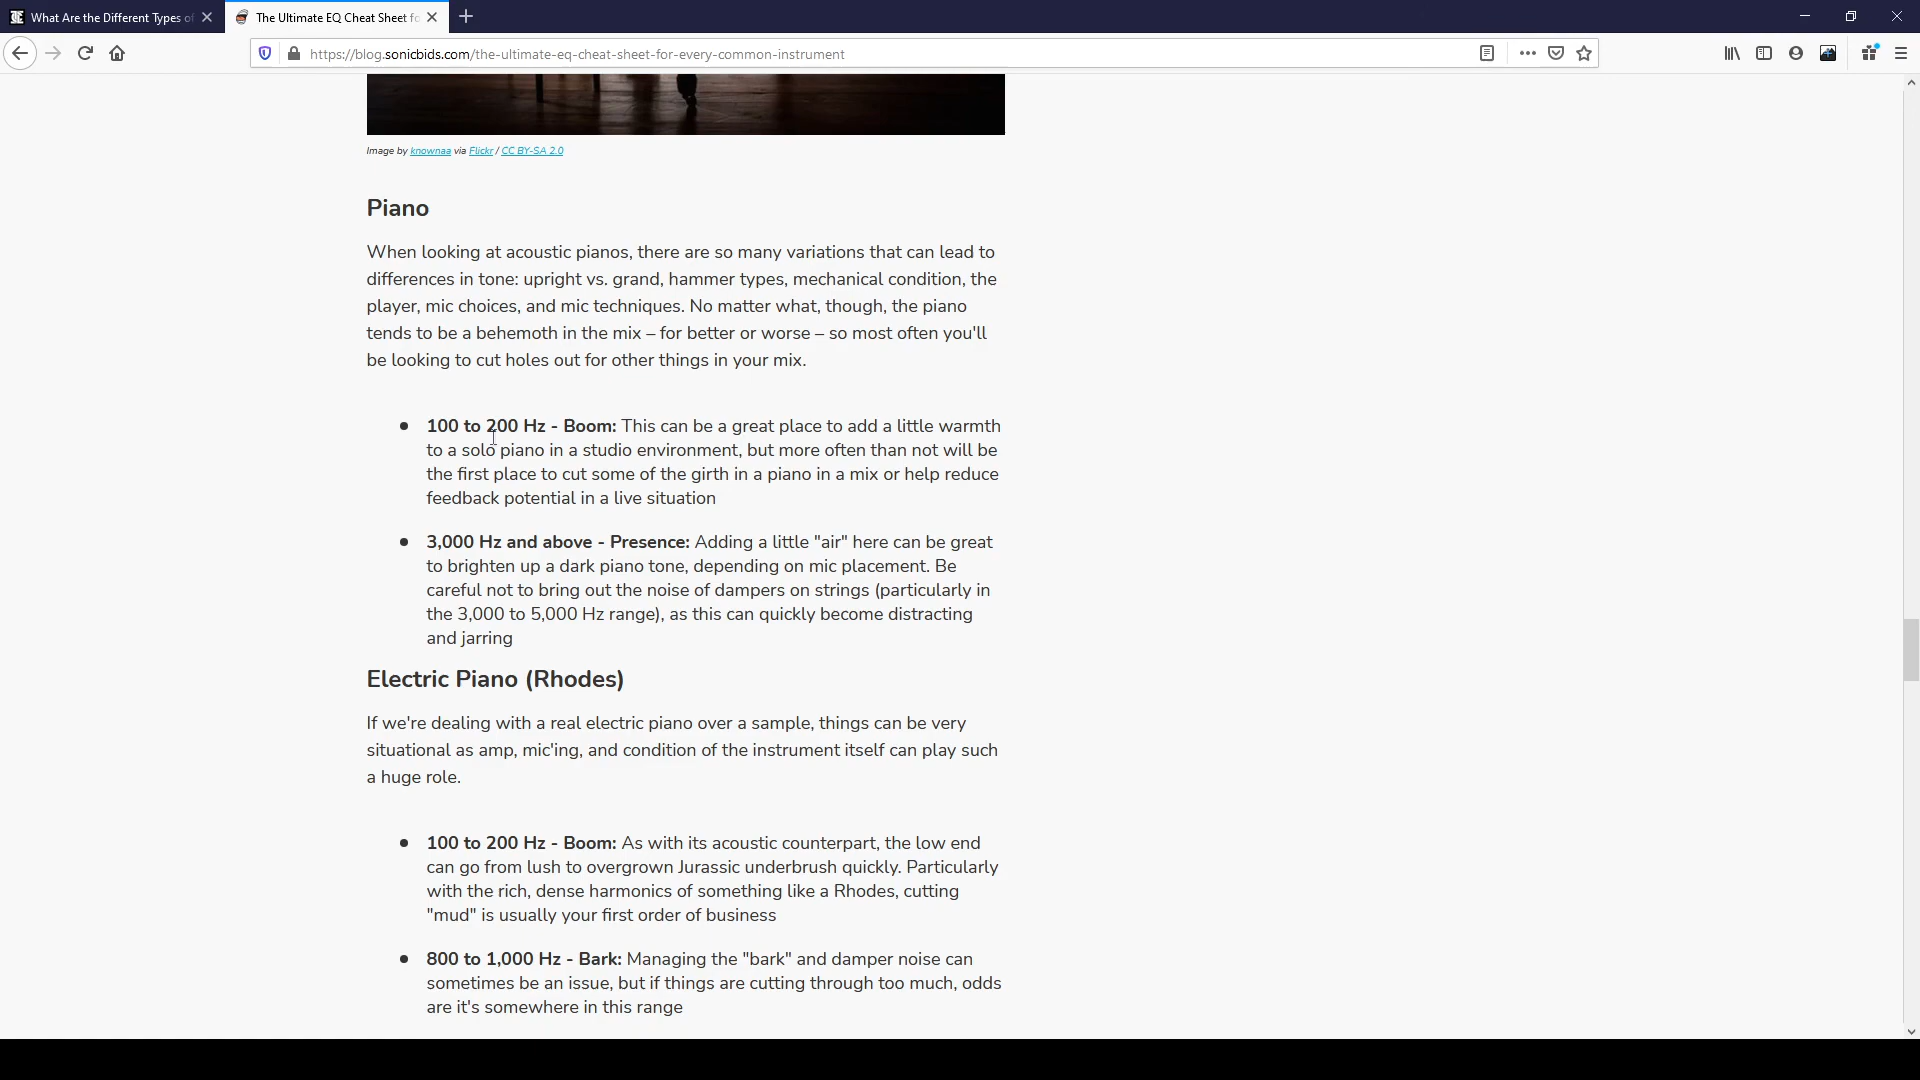 What Are the Different Types of
The Ultimate EQ Cheat Sheet fo
https://blog.sonicbids.com/the-ultimate-eq-cheat-sheet-for-every-common-instrument
Image by knownaa via Flickr / CC BY-SA 2.0
Piano
When looking at acoustic pianos, there are so many variations that can lead to
differences in tone: upright vs. grand, hammer types, mechanical condition, the
player, mic choices, and mic techniques. No matter what, though, the piano
tends to be a behemoth in the mix – for better or worse – so most often you'll
be looking to cut holes out for other things in your mix.
100 to 200 Hz - Boom: This can be a great place to add a little warmth
to a solo piano in a studio environment, but more often than not will be
the first place to cut some of the girth in a piano in a mix or help reduce
feedback potential in a live situation
3,000 Hz and above - Presence: Adding a little "air" here can be great
to brighten up a dark piano tone, depending on mic placement. Be
careful not to bring out the noise of dampers on strings (particularly in
the 3,000 to 5,000 Hz range), as this can quickly become distracting
and jarring
Electric Piano (Rhodes)
If we're dealing with a real electric piano over a sample, things can be very
situational as amp, mic'ing, and condition of the instrument itself can play such
a huge role.
100 to 200 Hz - Boom: As with its acoustic counterpart, the low end
can go from lush to overgrown Jurassic underbrush quickly. Particularly
with the rich, dense harmonics of something like a Rhodes, cutting
"mud" is usually your first order of business
800 to 1,000 Hz - Bark: Managing the "bark" and damper noise can
sometimes be an issue, but if things are cutting through too much, odds
are it's somewhere in this range